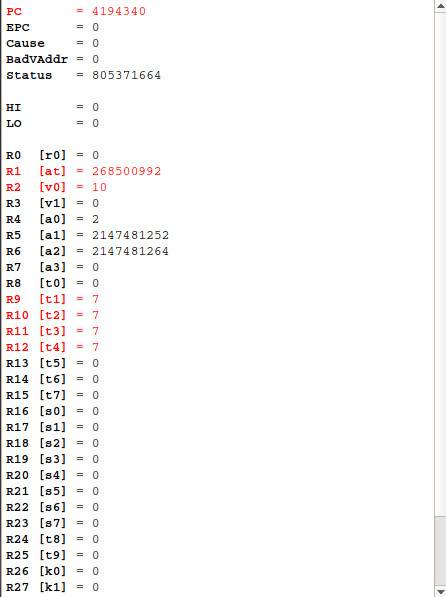 PC       = 4194340
EPC      = 0
Cause    = 0
BadVAddr = 0
Status   = 805371664
HI       = 0
LO       = 0
R0  [r0] = 0
R1  [at] = 268500992
R2  [v0] = 10
R3  [v1] = 0
R4  [a0] = 2
R5  [a1] = 2147481252
R6  [a2] = 2147481264
R7  [a3] = 0
R8  [t0] = 0
R9  [t1] = 7
R10 [t2] = 7
R11 [t3] = 7
R12 [t4] = 7
R13 [t5] = 0
R14 [t6] = 0
R15 [t7] = 0
R16 [s0] = 0
R17 [s1] = 0
R18 [s2] = 0
R19 [s3] = 0
R20 [s4] = 0
R21 [s5] = 0
R22 [s6] = 0
R23 [s7] = 0
R24 [t8] = 0
R25 [t9] = 0
R26 [k0] = 0
R27 [k1] = 0